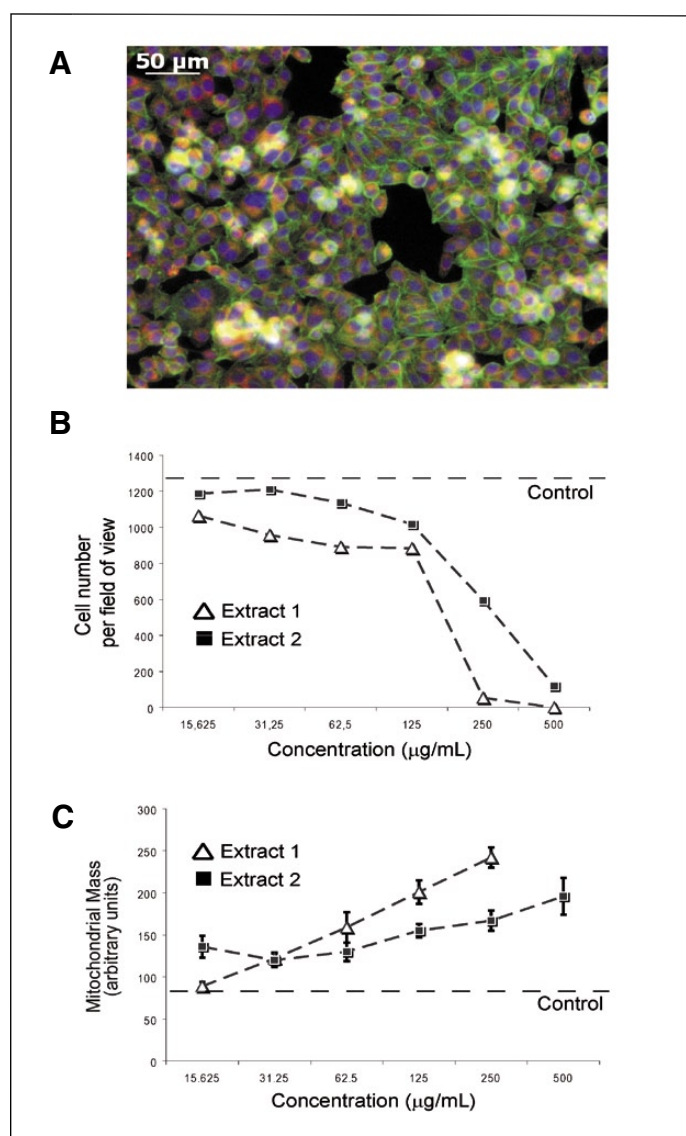 A
50 µm
B
1400
1200
1000
800
600
400
200
0
Cell number
per field of view
Control
Extract 1
Extract 2
15,625 31,25 62,5 125 250 500
Concentration (µg/mL)
C
300
250
200
150
100
50
0
Mitochondrial Mass
(arbitrary units)
Extract 1
Extract 2
Control
15.625 31.25 62.5 125 250 500
Concentration (µg/mL)